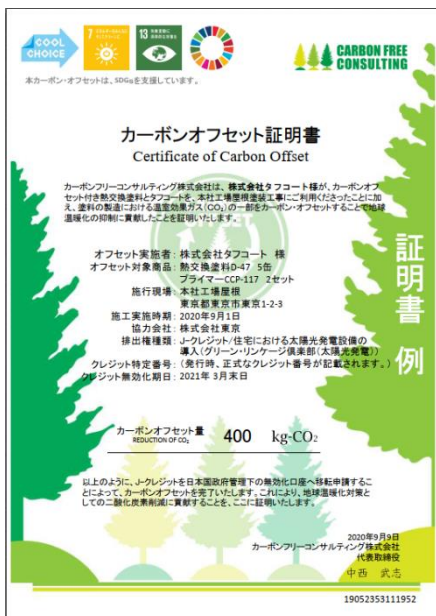 COOL
CHOICE
7
13
CARBON FREE
CONSULTING
本カーボン・オフセットは、SDGsを支援しています。
カーボンオフセット証明書
Certificate of Carbon Offset
カーボンフリーコンサルティング株式会社は、株式会社タフコート様が、カーボンオフ
セット付き熱交換塗料とタフコートを、本社工場屋根塗装工事にご利用くださったことに加
え、塗料の製造における温室効果ガス(CO₂)の一部をカーボン・オフセットすることで地球
温暖化の抑制に貢献したことを証明いたします。
オフセット実施者: 株式会社タフコート 様
オフセット対象商品: 熱交換塗料D-47 5缶
プライマーCCP-117 2セット
施行現場: 本社工場屋根
東京都東京市東京1-2-3
施工実施時期: 2020年9月1日
協力会社: 株式会社東京
排出権種類: J-クレジット/住宅における太陽光発電設備の
導入(グリーン・リンケージ倶楽部(太陽光発電))
クレジット特定番号: (発行時、正式なクレジット番号が記載されます。)
クレジット無効化期日: 2021年 3月末日
証明書 例
カーボンオフセット量 400 kg-CO₂
REDUCTION OF CO₂
以上のように、J-クレジットを日本国政府管理下の無効化口座へ移転申請するこ
とによって、カーボンオフセットを完了いたします。これにより、地球温暖化対策とし
ての二酸化炭素削減に貢献することを、ここに証明いたします。
2020年9月9日
カーボンフリーコンサルティング株式会社
代表取締役
中西 武志
19052353111952